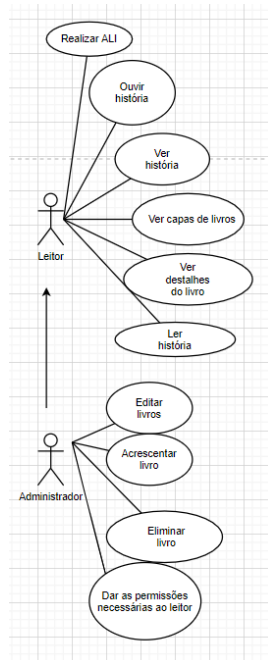 Realizar ALI
Ouvir
história
Ver
história
Ver capas de livros
Leitor
Ver
destalhes
do livro
Ler
história
Editar
livros
Acrescentar
livro
Administrador
Eliminar
livro
Dar as permissões
necessárias ao leitor